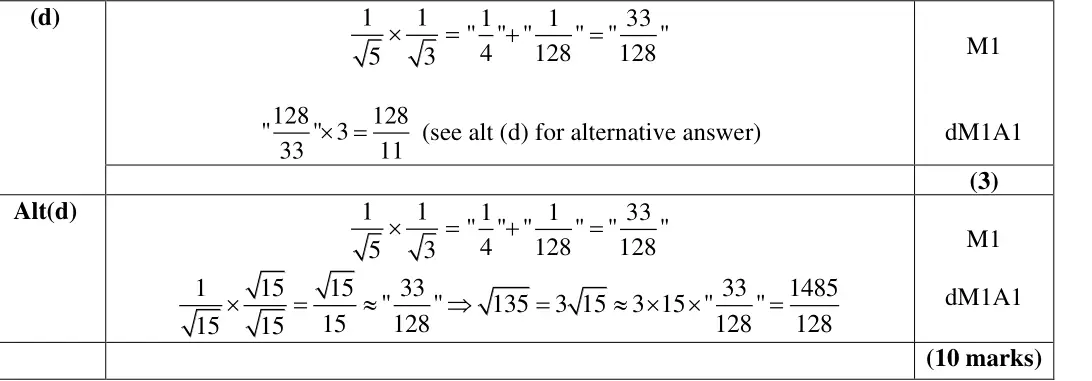 (d) 1/√5 × 1/√3 = "1/4" + "1/128" = "33/128" M1
"128/33" × 3 = 128/11 (see alt (d) for alternative answer) dM1A1
(3)
Alt(d) 1/√5 × 1/√3 = "1/4" + "1/128" = "33/128" M1
1/√15 × √15/√15 = √15/15 ≈ "33/128" ⇒ √135 = 3√15 ≈ 3×15× "33/128" = 1485/128 dM1A1
(10 marks)